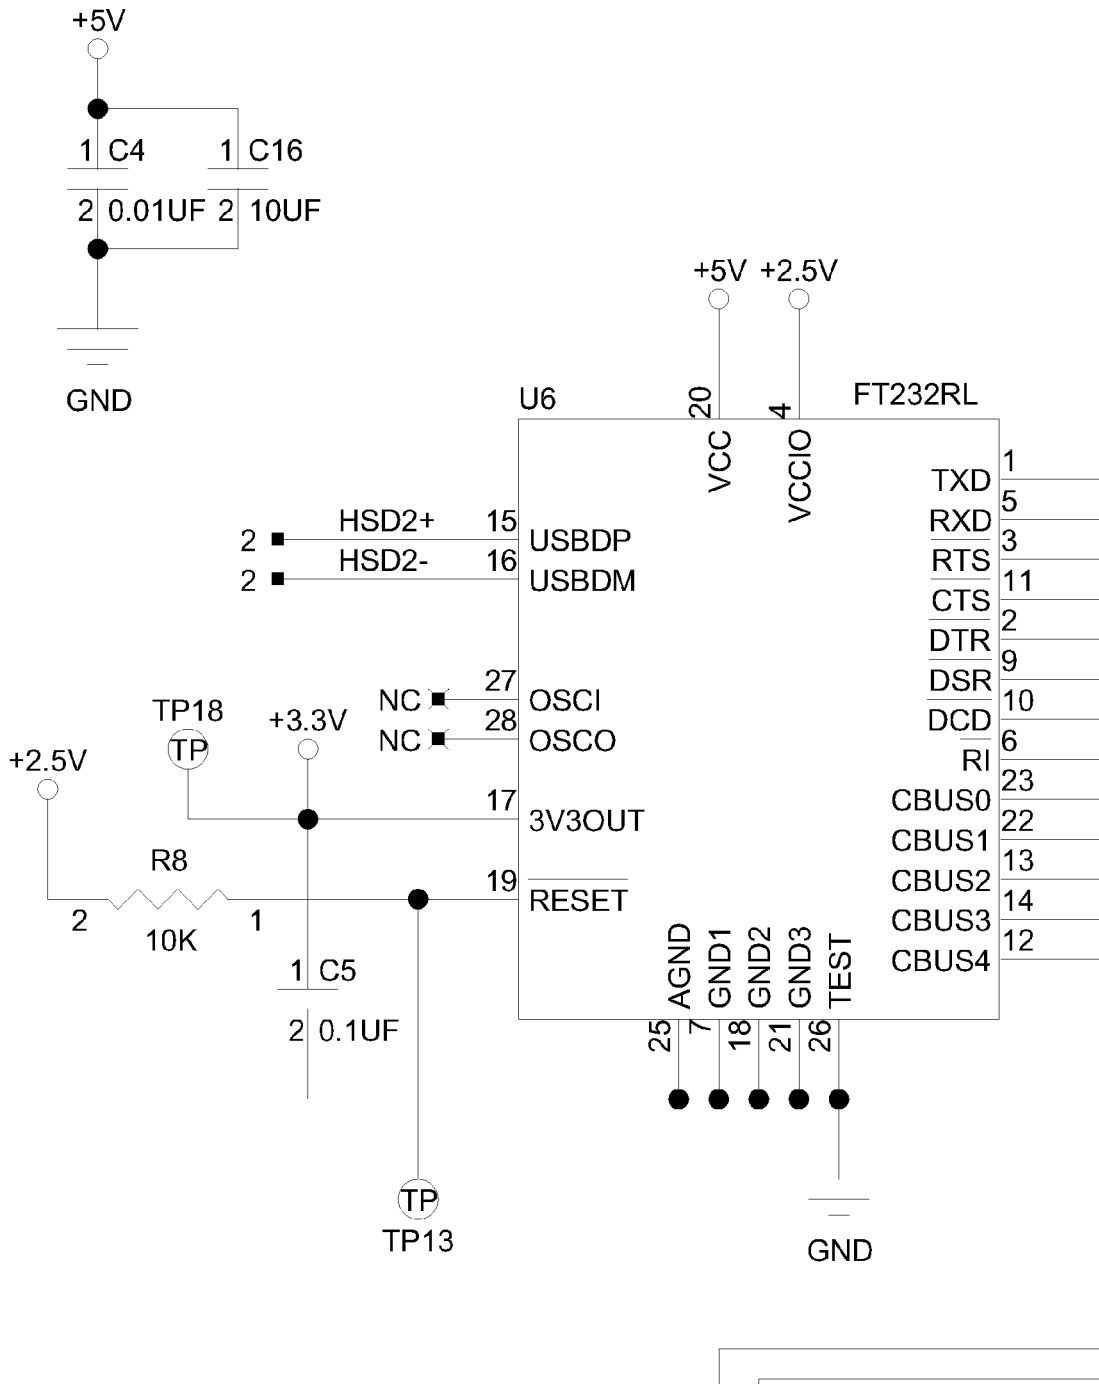 +5V
1 C4
1 C16
2 0.01UF
2 10UF
GND
+5V +2.5V
U6
FT232RL
20
4
VCC
VCCIO
TXD 1
RXD 5
RTS 3
CTS 11
DTR 2
DSR 9
DCD 10
RI 6
CBUS0 23
CBUS1 22
CBUS2 13
CBUS3 14
CBUS4 12
2 HSD2+ 15 USBDP
2 HSD2- 16 USBDM
NC 27 OSCI
NC 28 OSCO
TP18
TP
+3.3V
+2.5V
17 3V3OUT
R8
2 1
10K
19 RESET
1 C5
2 0.1UF
AGND
GND1
GND2
GND3
TEST
25
7
18
21
26
TP
TP13
GND